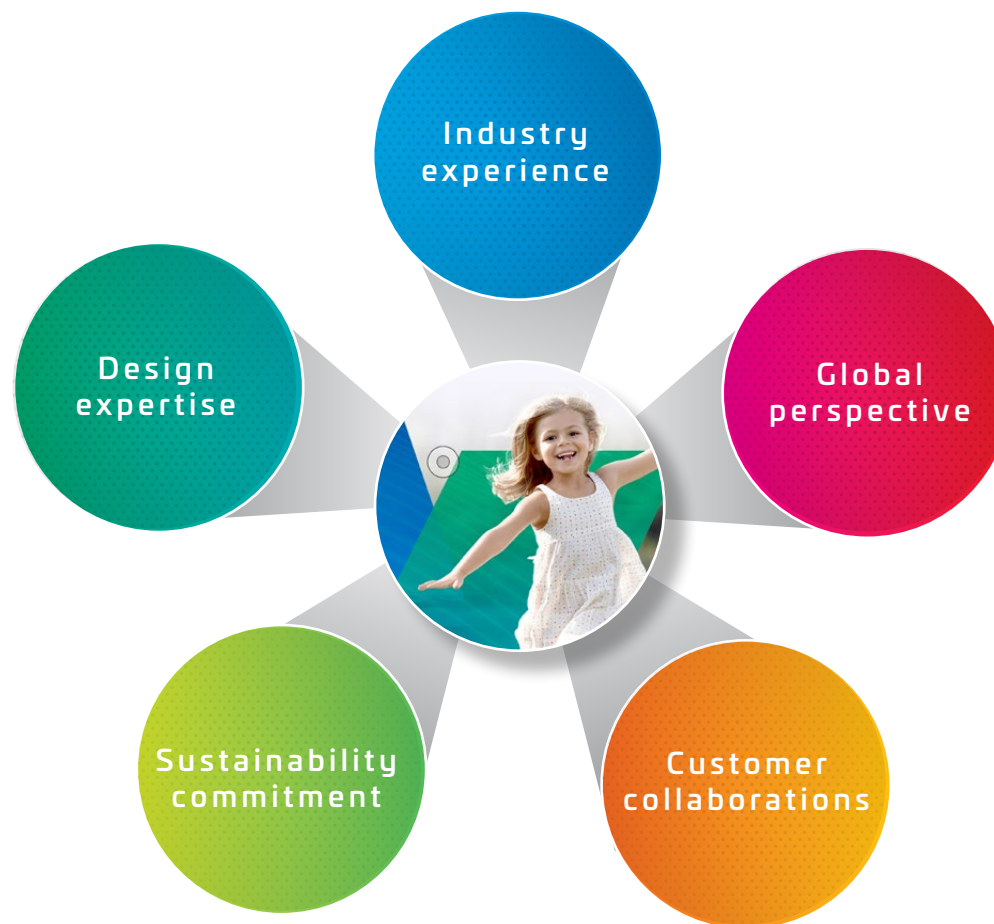 Industry
experience
Design
expertise
Global
perspective
Sustainability
commitment
Customer
collaborations